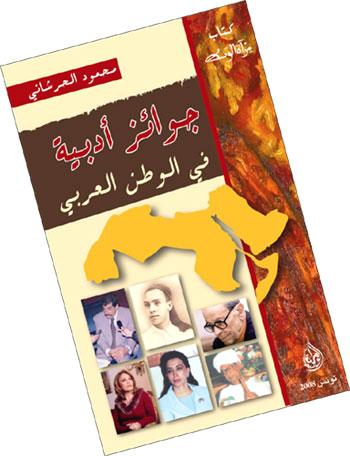 كتاب
مرآة الوسط
محمود الحرشاني
جوائز أدبية
في الوطن العربي
تونس 2008